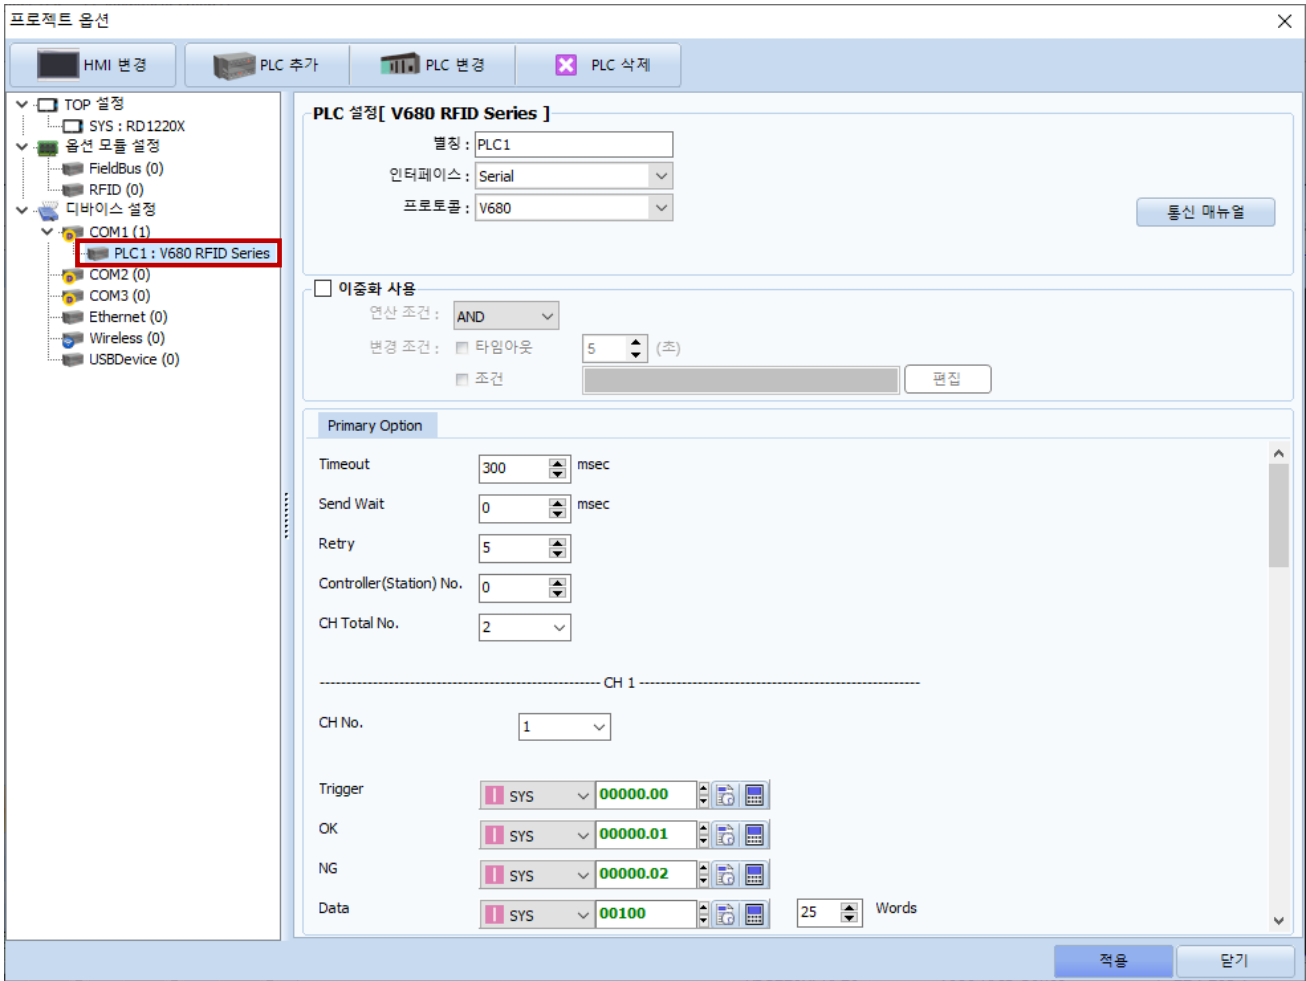 프로젝트 옵션
HMI 변경
PLC 추가
PLC 변경
PLC 삭제
TOP 설정
SYS : RD1220X
옵션 모듈 설정
FieldBus (0)
RFID (0)
디바이스 설정
COM1 (1)
PLC1 : V680 RFID Series
COM2 (0)
COM3 (0)
Ethernet (0)
Wireless (0)
USBDevice (0)
PLC 설정[ V680 RFID Series ]
별칭 : PLC1
인터페이스 : Serial
프로토콜 : V680
통신 매뉴얼
이중화 사용
연산 조건 : AND
변경 조건 : 타임아웃 5 (초)
조건 편집
Primary Option
Timeout 300 msec
Send Wait 0 msec
Retry 5
Controller(Station) No. 0
CH Total No. 2
CH 1
CH No. 1
Trigger SYS 00000.00
OK SYS 00000.01
NG SYS 00000.02
Data SYS 00100 25 Words
적용 닫기